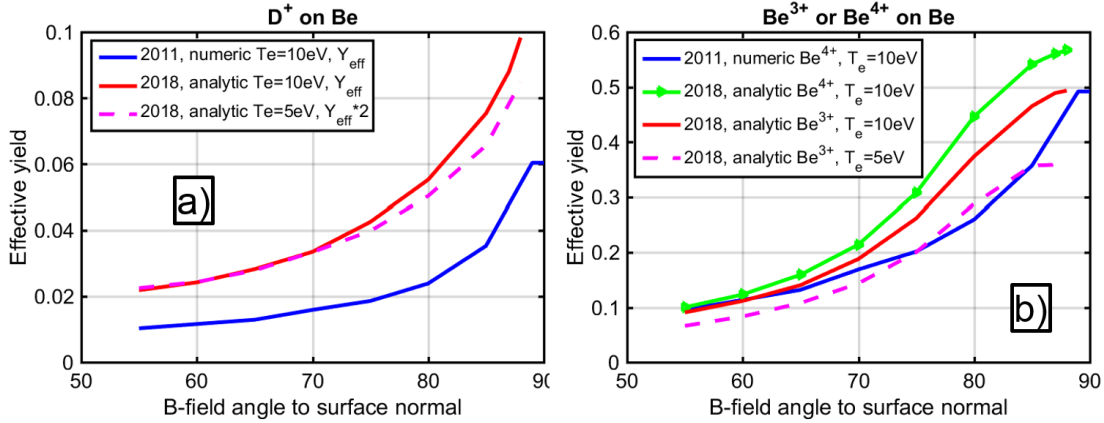 D⁺ on Be
0.1
0.08
0.06
0.04
0.02
0
Effective yield
2011, numeric Te=10eV, Y_eff
2018, analytic Te=10eV, Y_eff
2018, analytic Te=5eV, Y_eff*2
a)
50 60 70 80 90
B-field angle to surface normal
Be³⁺ or Be⁴⁺ on Be
0.6
0.5
0.4
0.3
0.2
0.1
0
Effective yield
2011, numeric Be⁴⁺, T_e=10eV
2018, analytic Be⁴⁺, T_e=10eV
2018, analytic Be³⁺, T_e=10eV
2018, analytic Be³⁺, T_e=5eV
b)
50 60 70 80 90
B-field angle to surface normal